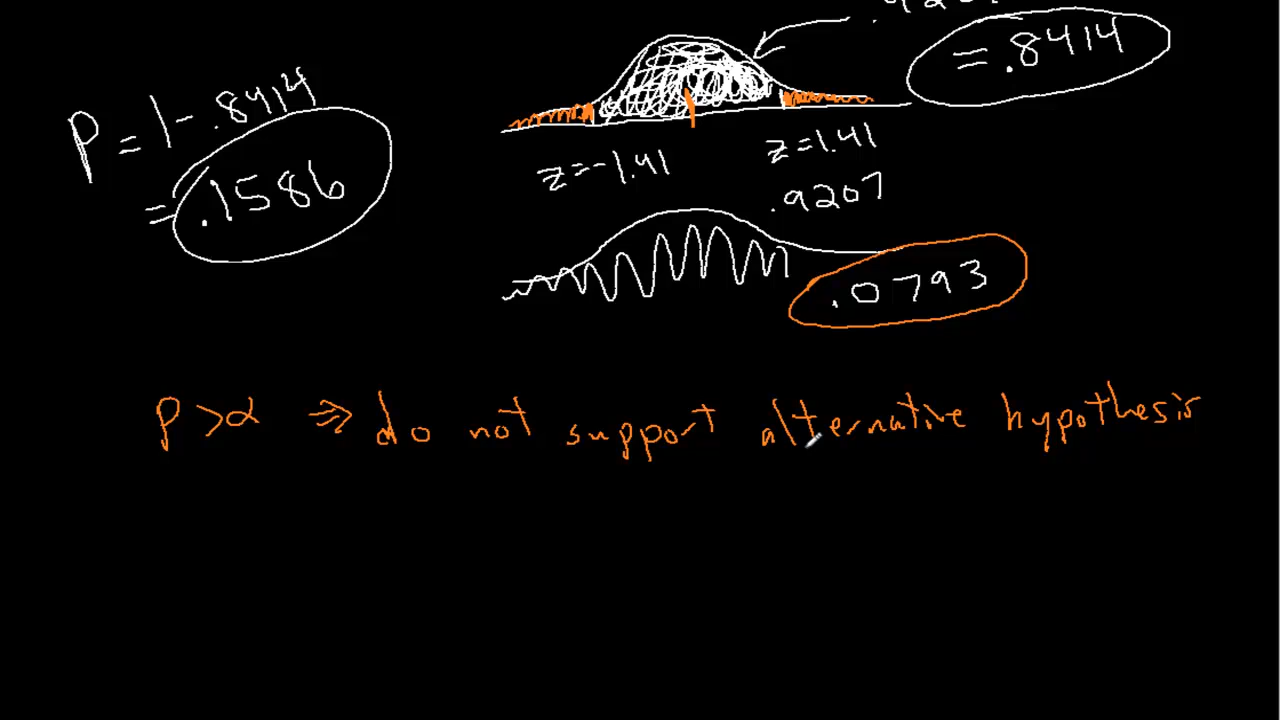 = .8414
P = 1 - .8414
= .1586
z = -1.41
z = 1.41
.9207
.0793
P > α ⇒ do not support alternative hypothesis